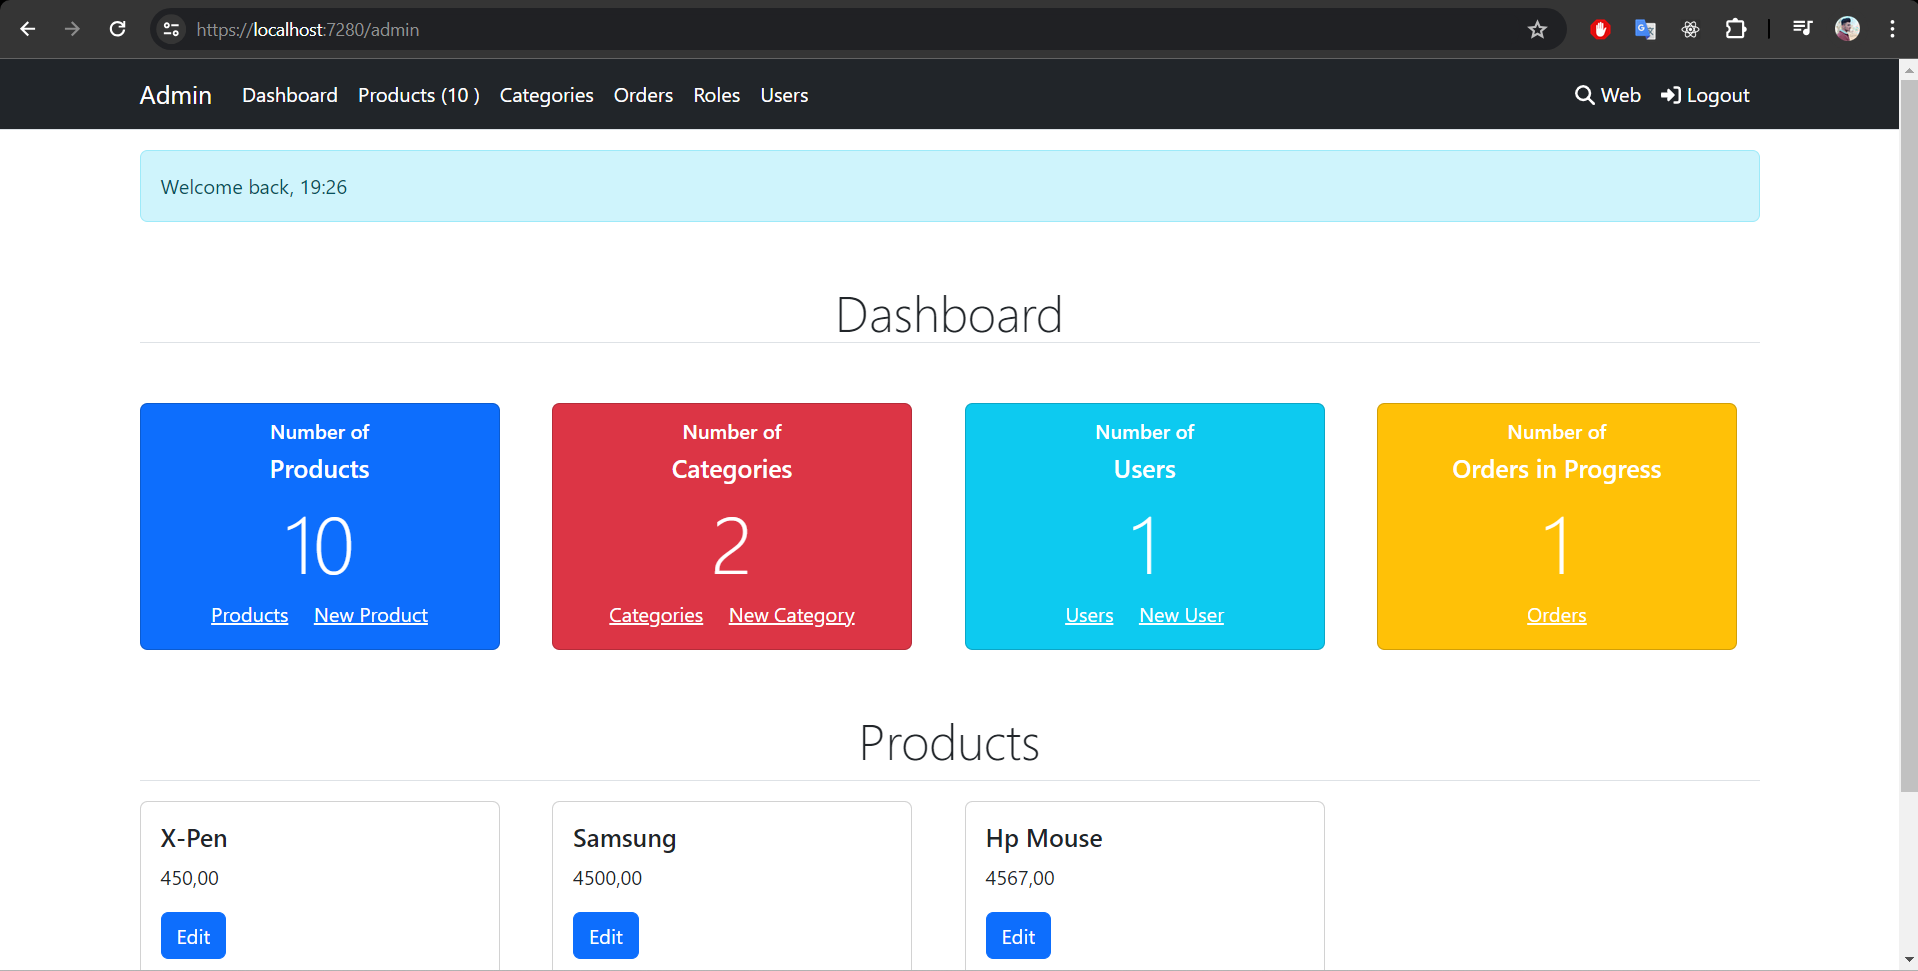 https://localhost:7280/admin
Admin Dashboard Products (10 ) Categories Orders Roles Users Web Logout
Welcome back, 19:26
Dashboard
Number of
Products
10
Products New Product
Number of
Categories
2
Categories New Category
Number of
Users
1
Users New User
Number of
Orders in Progress
1
Orders
Products
X-Pen
450,00
Edit
Samsung
4500,00
Edit
Hp Mouse
4567,00
Edit